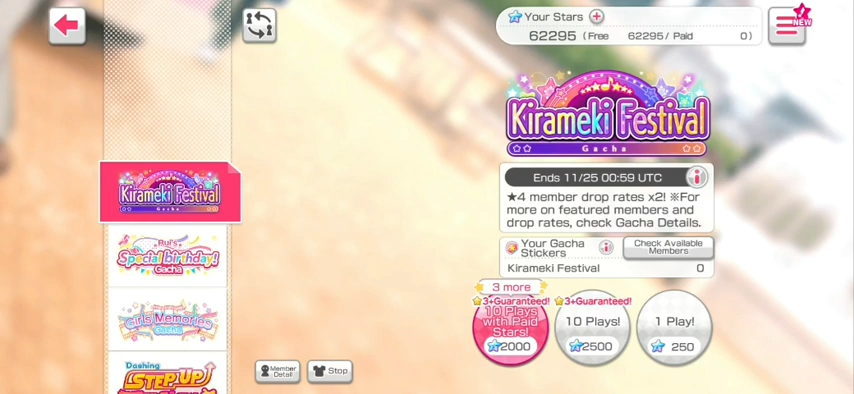 Your Stars
62295 (Free 62295/ Paid 0)
NEW
Kirameki Festival
Gacha
Ends 11/25 00:59 UTC
★4 member drop rates x2! ※For
more on featured members and
drop rates, check Gacha Details.
Your Gacha
Stickers
Check Available
Members
Kirameki Festival 0
3 more
★3+Guaranteed!
10 Plays
with Paid
Stars!
2000
★3+Guaranteed!
10 Plays!
2500
1 Play!
250
Kirameki Festival
Gacha
Rui's
Special birthday!
Gacha
Girls Memories
Gacha
Dashing
STEP UP
Member
Detail
Stop